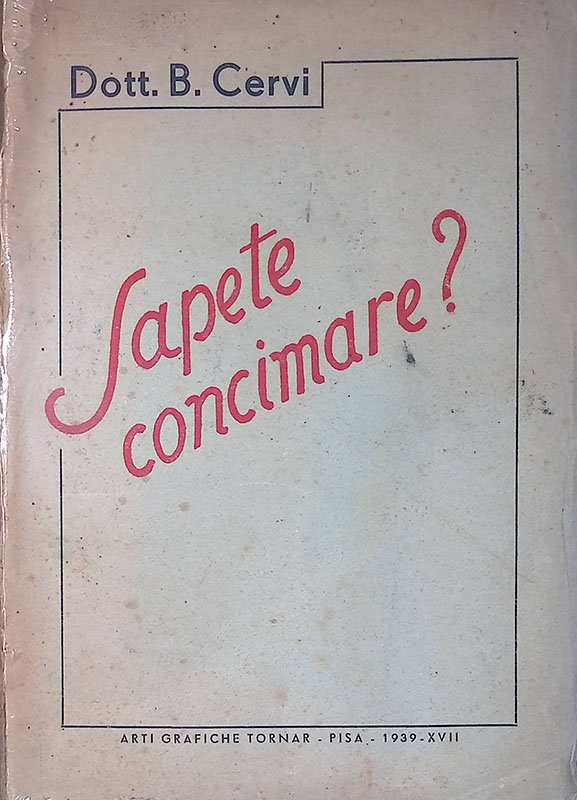 Dott. B. Cervi
Sapete
concimare?
ARTI GRAFICHE TORNAR - PISA - 1939-XVII